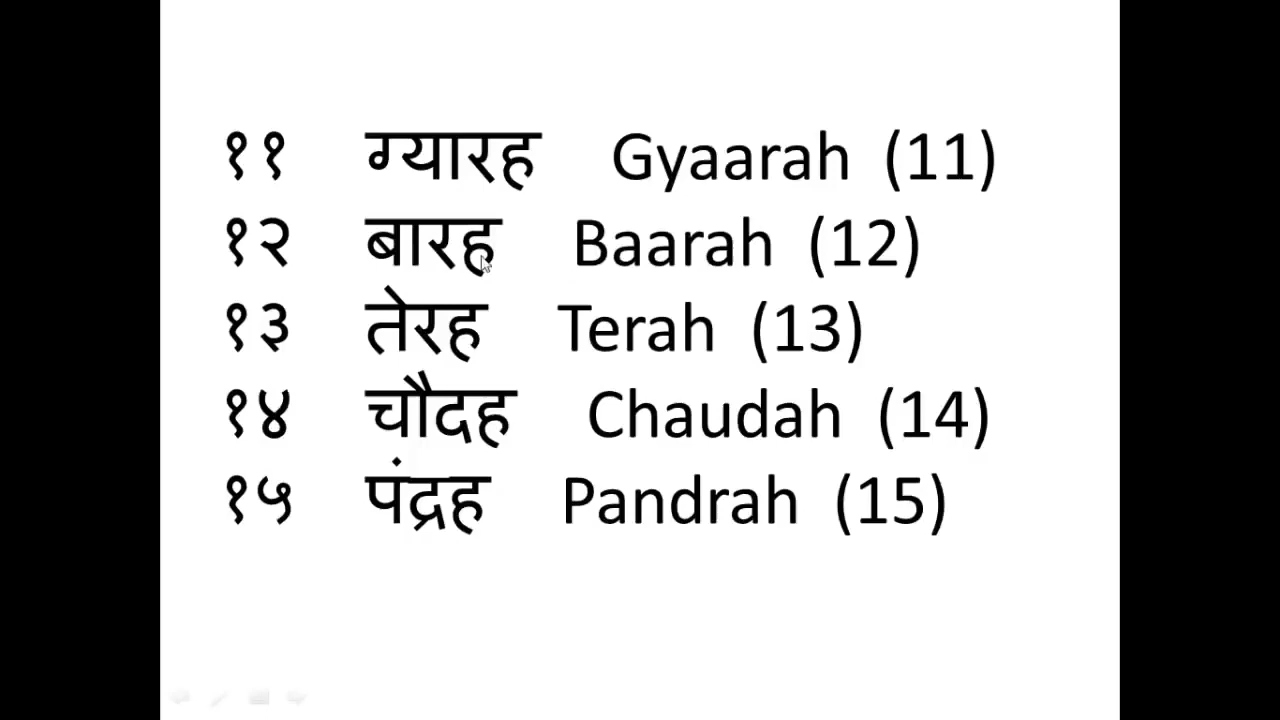 ११ ग्यारह Gyaarah (11)
१२ बारह Baarah (12)
१३ तेरह Terah (13)
१४ चौदह Chaudah (14)
१५ पंद्रह Pandrah (15)